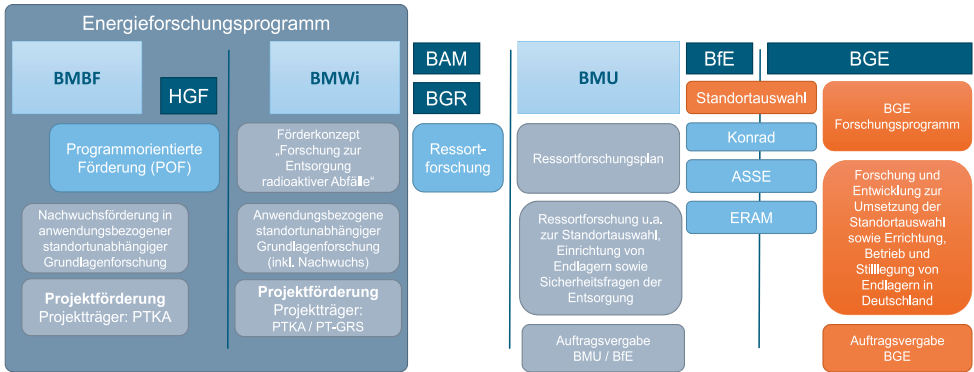 Energieforschungsprogramm
BMBF
HGF
Programmorientierte
Förderung (POF)
Nachwuchsförderung in
anwendungsbezogener
standortunabhängiger
Grundlagenforschung
Projektförderung
Projektträger: PTKA
BMWi
Förderkonzept
„Forschung zur
Entsorgung
radioaktiver Abfälle“
Anwendungsbezogene
standortunabhängiger
Grundlagenforschung
(inkl. Nachwuchs)
Projektförderung
Projektträger:
PTKA / PT-GRS
BAM
BGR
Ressort-
forschung
BMU
Ressortforschungsplan
Ressortforschung u.a.
zur Standortauswahl,
Einrichtung von
Endlagern sowie
Sicherheitsfragen der
Entsorgung
Auftragsvergabe
BMU / BfE
BfE
BGE
Standortauswahl
Konrad
ASSE
ERAM
BGE
Forschungsprogramm
Forschung und
Entwicklung zur
Umsetzung der
Standortauswahl
sowie Errichtung,
Betrieb und
Stilllegung von
Endlagern in
Deutschland
Auftragsvergabe
BGE